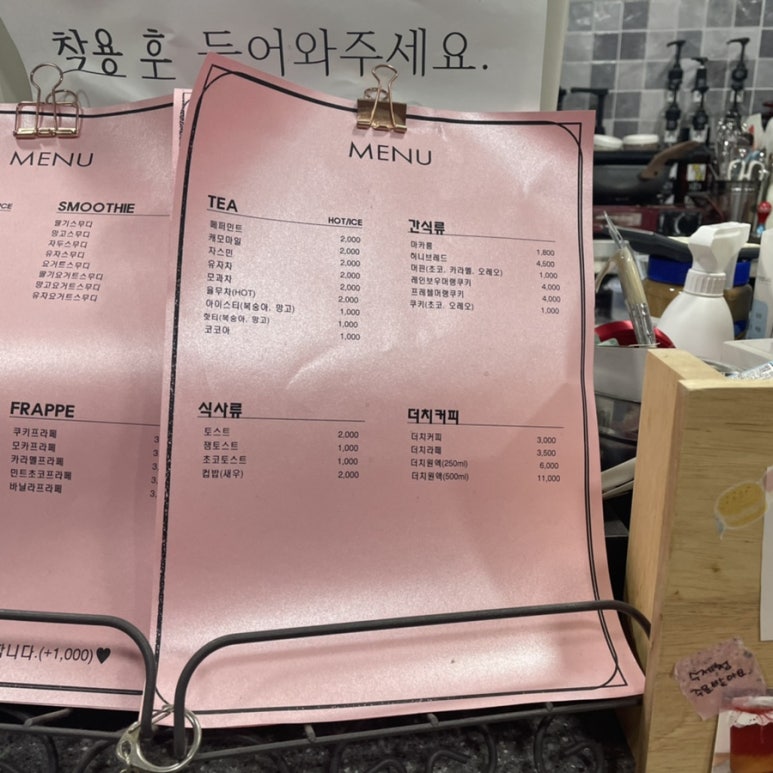 착용 후 들어와주세요.
MENU
SMOOTHIE
딸기스무디
망고스무디
자두스무디
유자스무디
요거트스무디
딸기요거트스무디
망고요거트스무디
유자요거트스무디
FRAPPE
쿠키프라페
모카프라페
카라멜프라페
민트초코프라페
바닐라프라페
니다.(+1,000)♥
MENU
TEA HOT/ICE
페퍼민트 2,000
캐모마일 2,000
자스민 2,000
유자차 2,000
모과차 2,000
율무차(HOT) 2,000
아이스티(복숭아, 망고) 1,000
핫티(복숭아, 망고) 1,000
코코아 1,000
간식류
마카롱 1,800
허니브레드 4,500
머핀(초코, 카라멜, 오레오) 1,000
레인보우머랭쿠키 4,000
프레첼머랭쿠키 4,000
쿠키(초코, 오레오) 1,000
식사류
토스트 2,000
잼토스트 1,000
초코토스트 1,000
컵밥(새우) 2,000
더치커피
더치커피 3,000
더치라떼 3,500
더치원액(250ml) 6,000
더치원액(500ml) 11,000